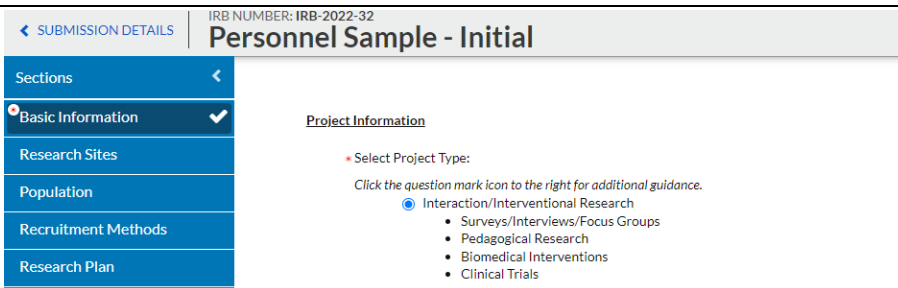 IRB NUMBER: IRB-2022-32
SUBMISSION DETAILS
Personnel Sample - Initial
Sections
Basic Information
Research Sites
Population
Recruitment Methods
Research Plan
Project Information
* Select Project Type:
Click the question mark icon to the right for additional guidance.
Interaction/Interventional Research
• Surveys/Interviews/Focus Groups
• Pedagogical Research
• Biomedical Interventions
• Clinical Trials